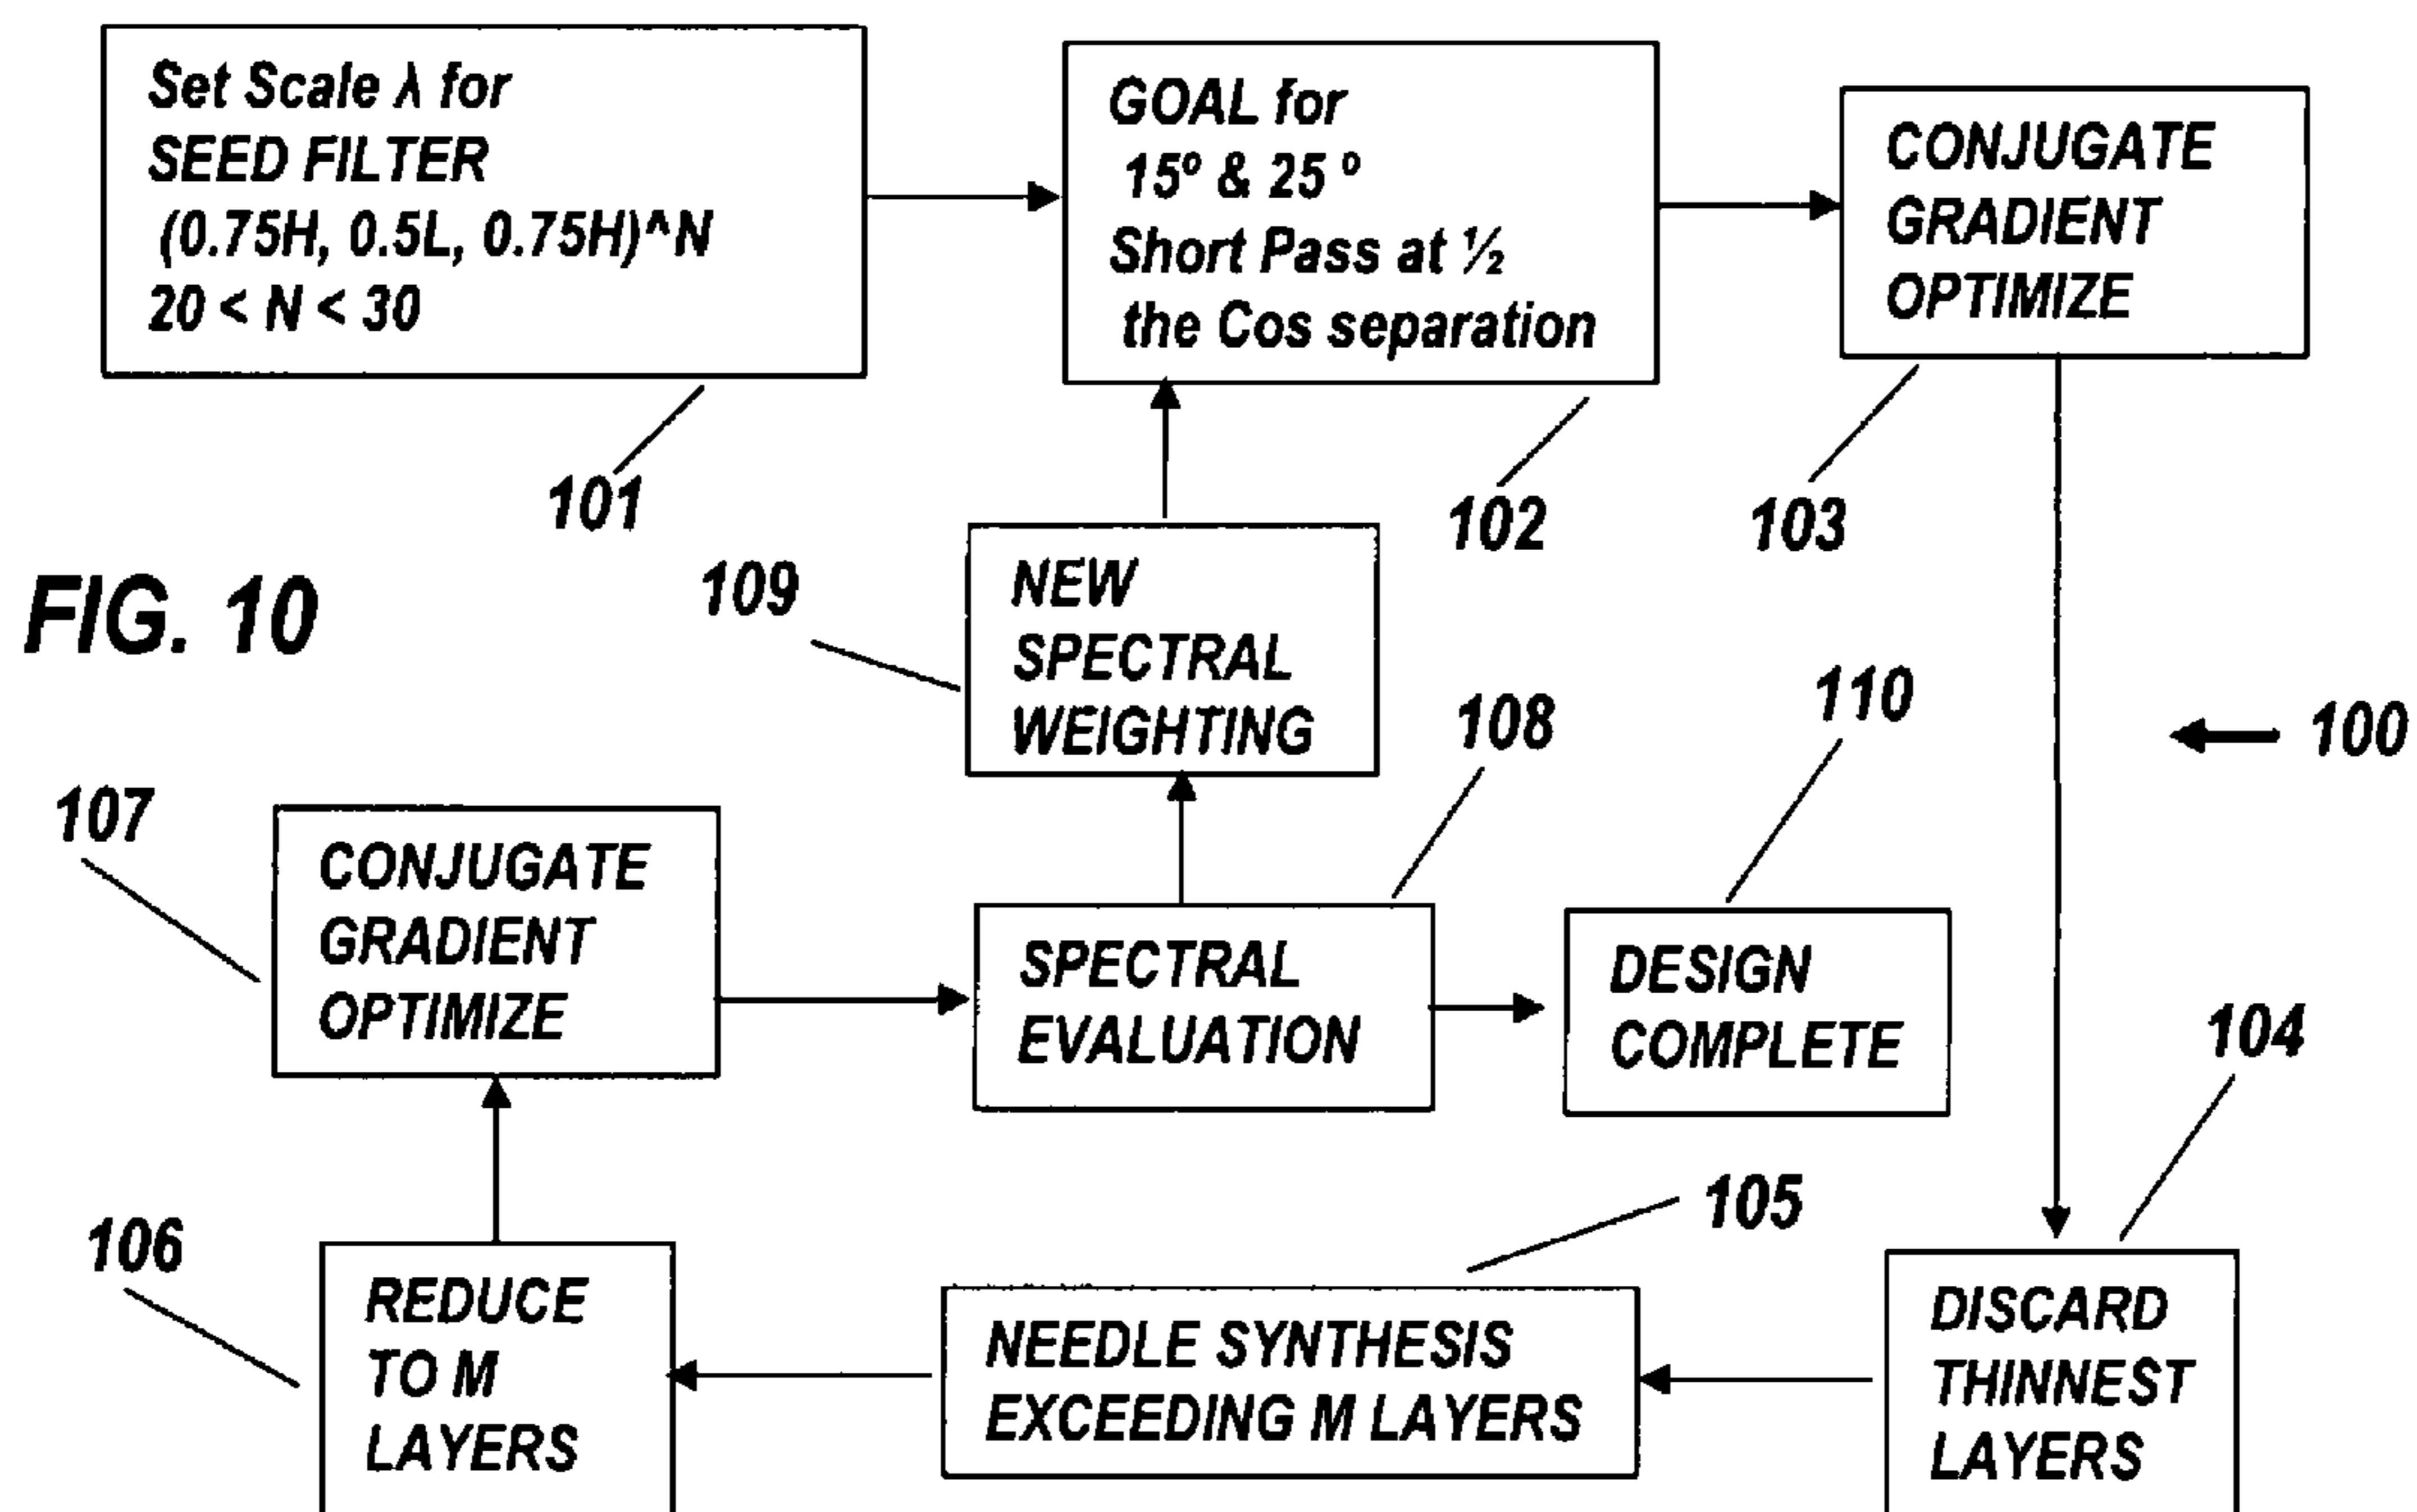 Set Scale λ for
SEED FILTER
(0.75H, 0.5L, 0.75H)^N
20 < N < 30
101
GOAL for
15º & 25 º
Short Pass at ½
the Cos separation
102
CONJUGATE
GRADIENT
OPTIMIZE
103
FIG. 10
109
NEW
SPECTRAL
WEIGHTING
108
110
100
107
CONJUGATE
GRADIENT
OPTIMIZE
SPECTRAL
EVALUATION
DESIGN
COMPLETE
104
106
REDUCE
TO M
LAYERS
105
NEEDLE SYNTHESIS
EXCEEDING M LAYERS
DISCARD
THINNEST
LAYERS